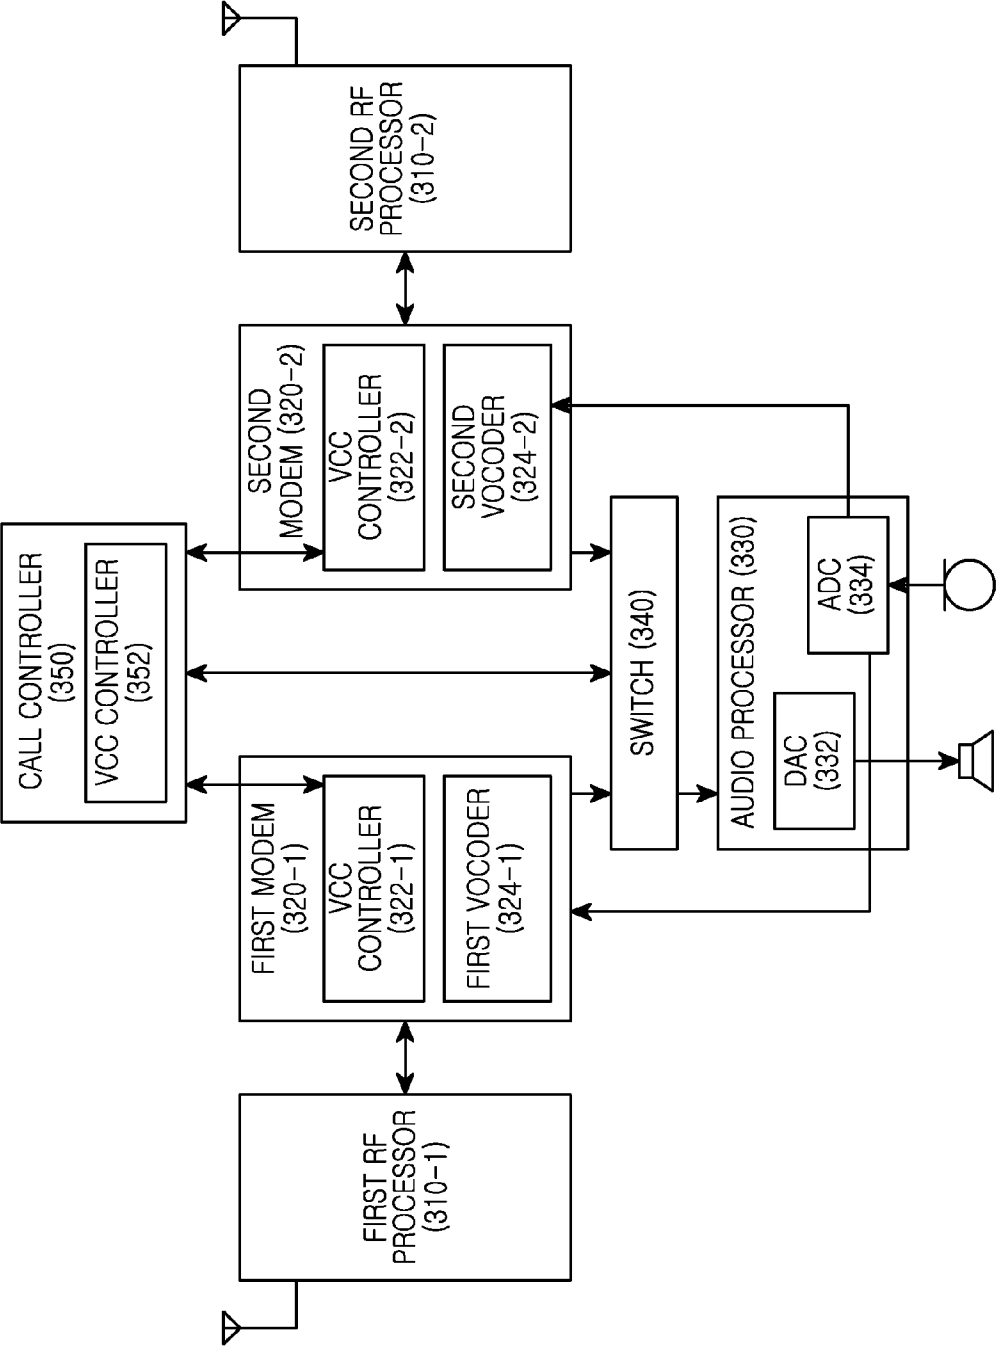 CALL CONTROLLER
(350)
VCC CONTROLLER
(352)
FIRST RF
PROCESSOR
(310-1)
FIRST MODEM
(320-1)
VCC
CONTROLLER
(322-1)
FIRST VOCODER
(324-1)
SECOND
MODEM (320-2)
VCC
CONTROLLER
(322-2)
SECOND
VOCODER
(324-2)
SECOND RF
PROCESSOR
(310-2)
SWITCH (340)
AUDIO PROCESSOR (330)
DAC
(332)
ADC
(334)